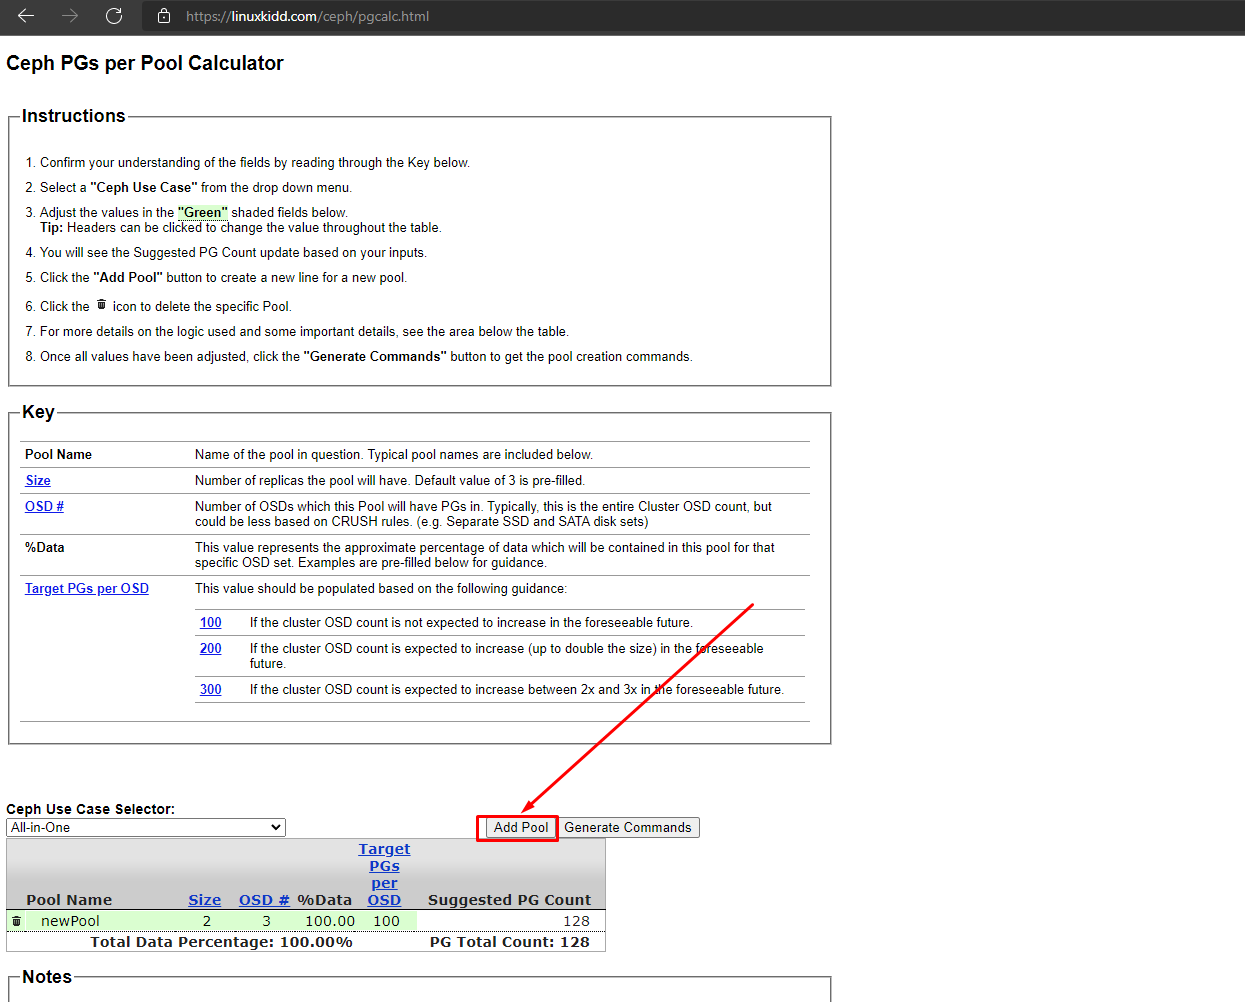 https://linuxkidd.com/ceph/pgcalc.html
Ceph PGs per Pool Calculator
Instructions
1. Confirm your understanding of the fields by reading through the Key below.
2. Select a "Ceph Use Case" from the drop down menu.
3. Adjust the values in the "Green" shaded fields below.
Tip: Headers can be clicked to change the value throughout the table.
4. You will see the Suggested PG Count update based on your inputs.
5. Click the "Add Pool" button to create a new line for a new pool.
6. Click the icon to delete the specific Pool.
7. For more details on the logic used and some important details, see the area below the table.
8. Once all values have been adjusted, click the "Generate Commands" button to get the pool creation commands.
Key
Pool Name Name of the pool in question. Typical pool names are included below.
Size Number of replicas the pool will have. Default value of 3 is pre-filled.
OSD # Number of OSDs which this Pool will have PGs in. Typically, this is the entire Cluster OSD count, but
could be less based on CRUSH rules. (e.g. Separate SSD and SATA disk sets)
%Data This value represents the approximate percentage of data which will be contained in this pool for that
specific OSD set. Examples are pre-filled below for guidance.
Target PGs per OSD This value should be populated based on the following guidance:
100 If the cluster OSD count is not expected to increase in the foreseeable future.
200 If the cluster OSD count is expected to increase (up to double the size) in the foreseeable
future.
300 If the cluster OSD count is expected to increase between 2x and 3x in the foreseeable future.
Ceph Use Case Selector:
All-in-One Add Pool Generate Commands
Target
PGs
per
Pool Name Size OSD # %Data OSD Suggested PG Count
newPool 2 3 100.00 100 128
Total Data Percentage: 100.00% PG Total Count: 128
Notes